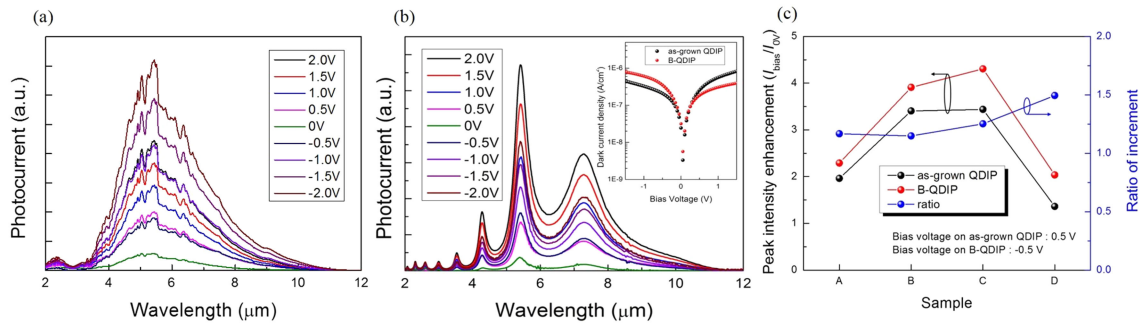 (a)
Photocurrent (a.u.)
2.0V
1.5V
1.0V
0.5V
0V
-0.5V
-1.0V
-1.5V
-2.0V
2 4 6 8 10 12
Wavelength (μm)
(b)
Photocurrent (a.u.)
2.0V
1.5V
1.0V
0.5V
0V
-0.5V
-1.0V
-1.5V
-2.0V
as-grown QDIP
B-QDIP
Dark current density (A/cm²)
1E-5
1E-6
1E-7
1E-8
1E-9
-1 0 1
Bias Voltage (V)
2 4 6 8 10 12
Wavelength (μm)
(c)
Peak intensity enhancement (I bias/I 0V)
5
4
3
2
1
0
as-grown QDIP
B-QDIP
ratio
Bias voltage on as-grown QDIP : 0.5 V
Bias voltage on B-QDIP : -0.5 V
A B C D
Sample
2.0
1.5
1.0
0.5
0.0
Ratio of increment